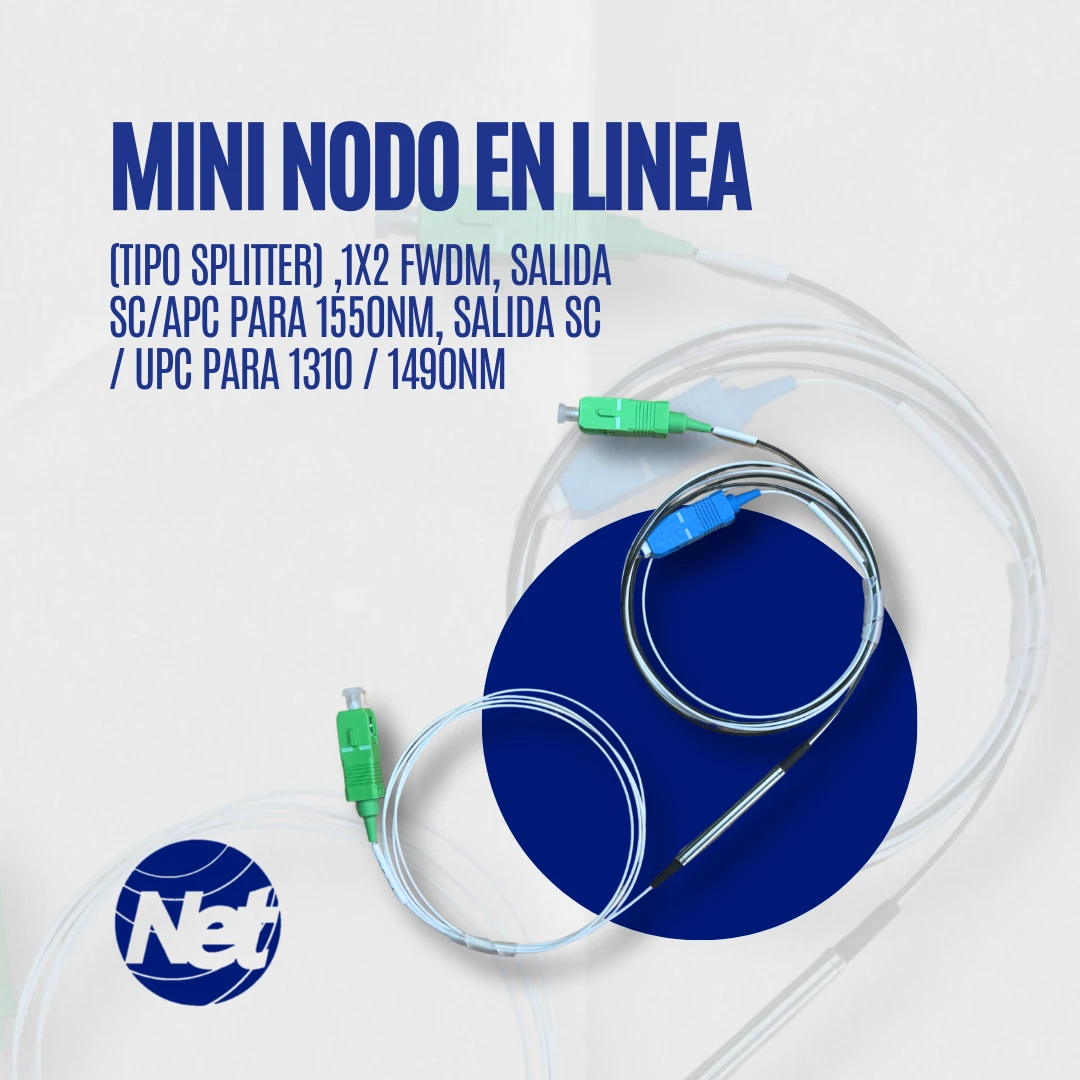 MINI NODO EN LINEA
(TIPO SPLITTER) ,1X2 FWDM, SALIDA
SC/APC PARA 1550NM, SALIDA SC
/ UPC PARA 1310 / 1490NM
Net